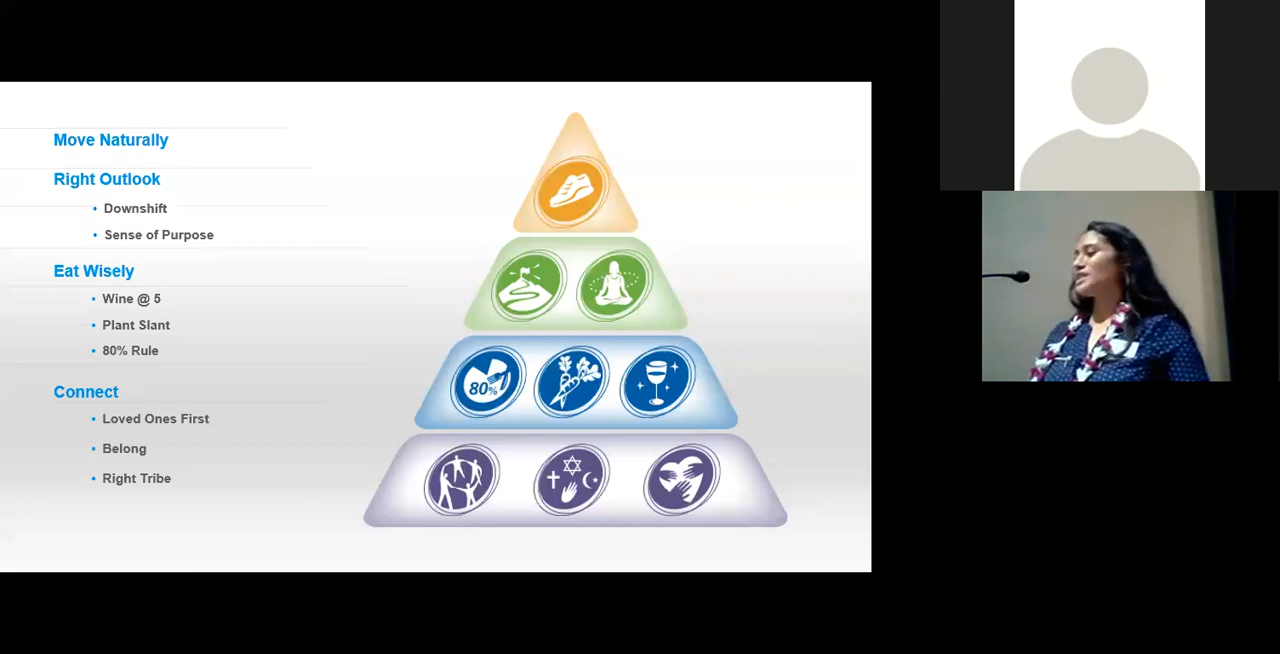 Move Naturally
Right Outlook
• Downshift
• Sense of Purpose
Eat Wisely
• Wine @ 5
• Plant Slant
• 80% Rule
Connect
• Loved Ones First
• Belong
• Right Tribe
80%